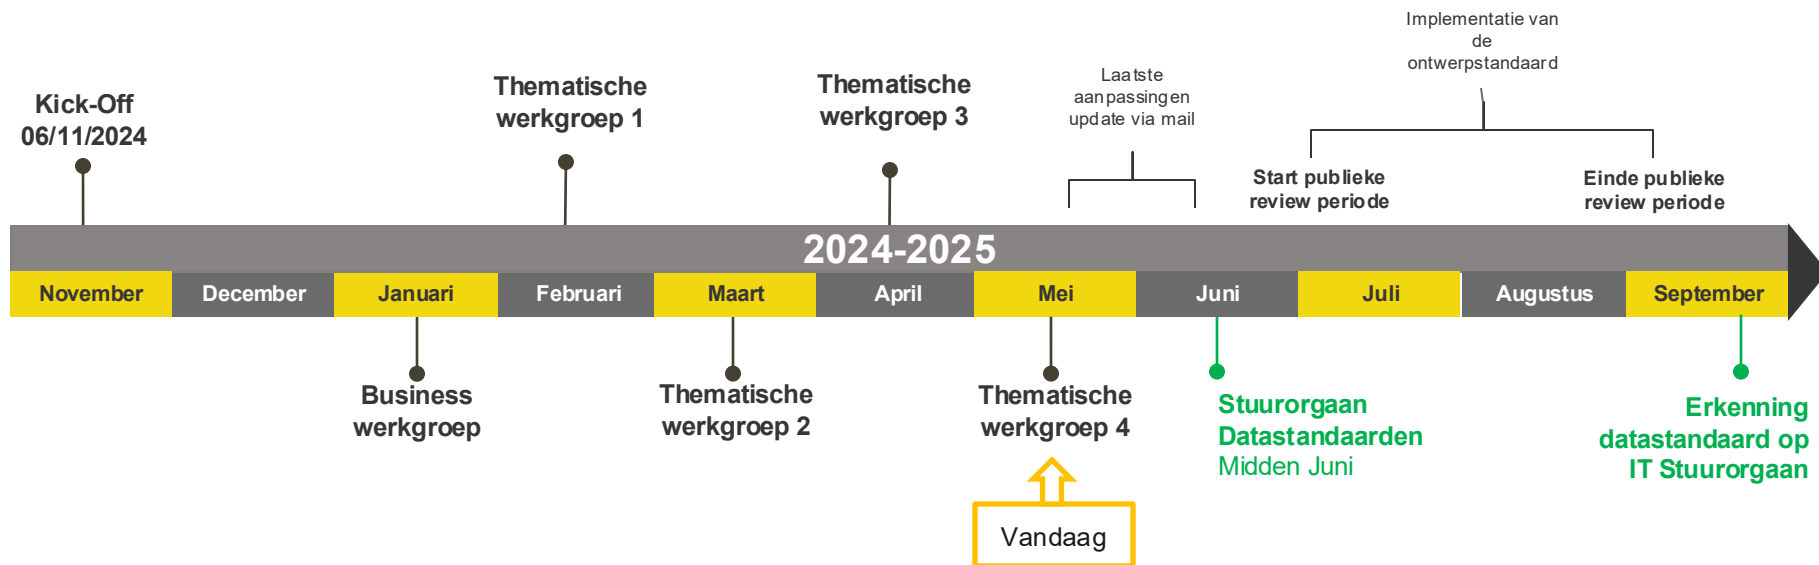 Kick-Off
06/11/2024
Thematische
werkgroep 1
Thematische
werkgroep 3
Laatste
aanpassingen
update via mail
Implementatie van
de
ontwerpstandaard
Start publieke
review periode
Einde publieke
review periode
2024-2025
November
December
Januari
Februari
Maart
April
Mei
Juni
Juli
Augustus
September
Business
werkgroep
Thematische
werkgroep 2
Thematische
werkgroep 4
Stuurorgaan
Datastandaarden
Midden Juni
Erkenning
datastandaard op
IT Stuurorgaan
Vandaag